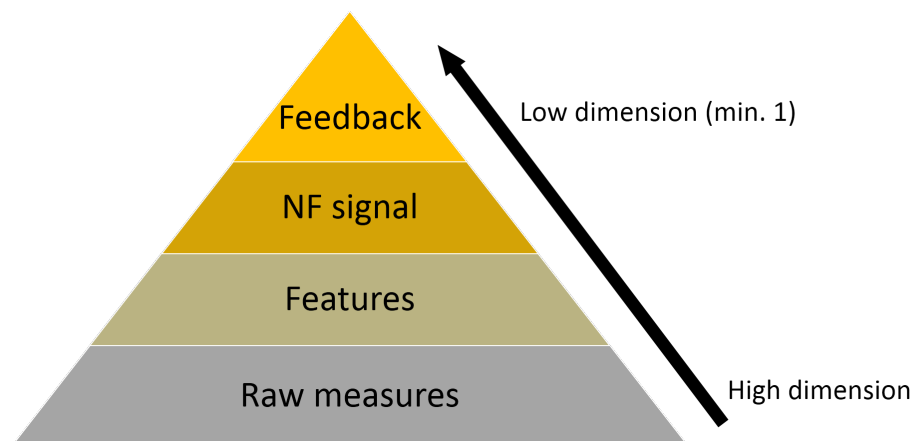 Feedback
Low dimension (min. 1)
NF signal
Features
Raw measures
High dimension